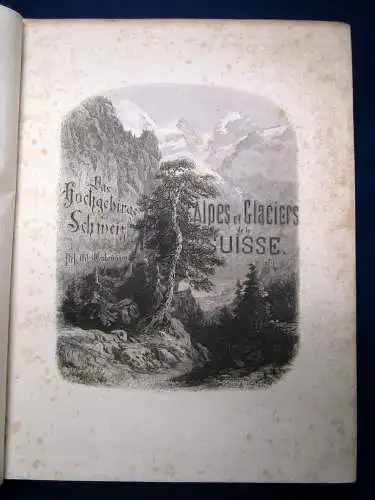 Das
Hochgebirge
Schweiz
Alpes et Glaciers
de la
SUISSE.